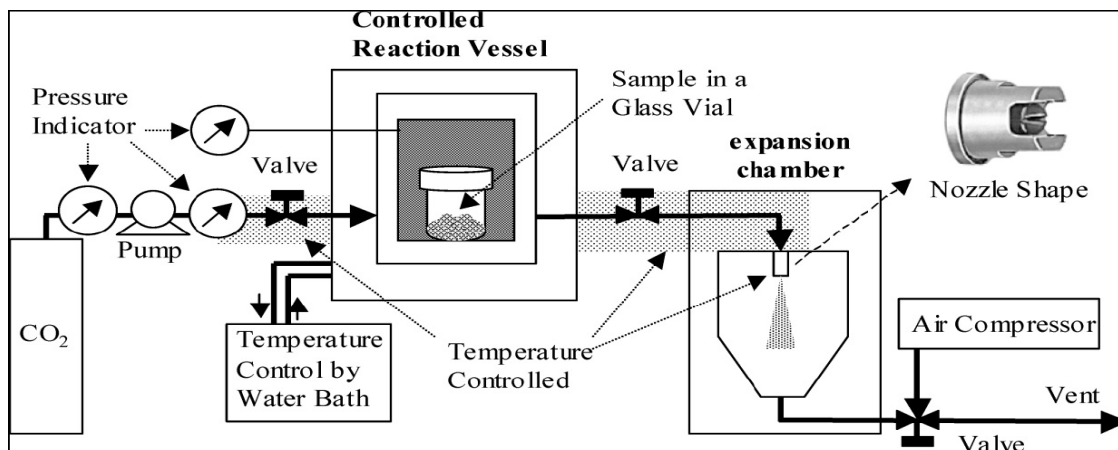 Controlled
Reaction Vessel
Pressure
Indicator
Sample in a
Glass Vial
Valve
Valve
expansion
chamber
Nozzle Shape
Pump
CO₂
Temperature
Control by
Water Bath
Temperature
Controlled
Air Compressor
Vent
Valve